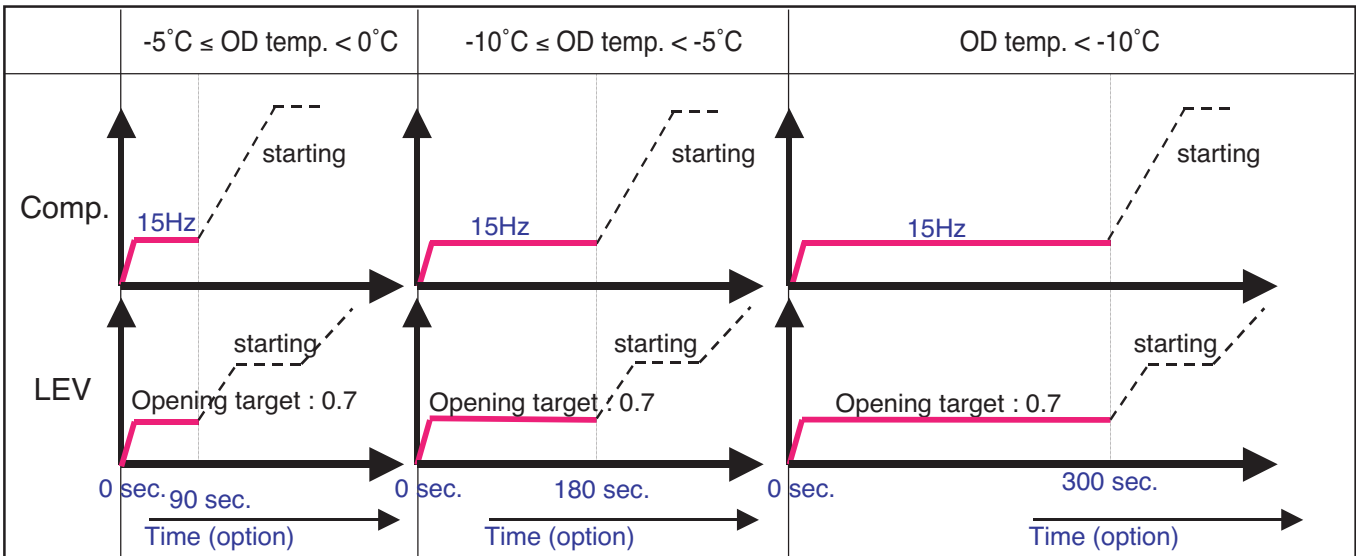 -5˚C ≤ OD temp. < 0˚C
-10˚C ≤ OD temp. < -5˚C
OD temp. < -10˚C
Comp.
15Hz
starting
15Hz
starting
15Hz
starting
LEV
Opening target : 0.7
starting
Opening target : 0.7
starting
Opening target : 0.7
starting
0 sec.
90 sec.
0 sec.
180 sec.
0 sec.
300 sec.
Time (option)
Time (option)
Time (option)